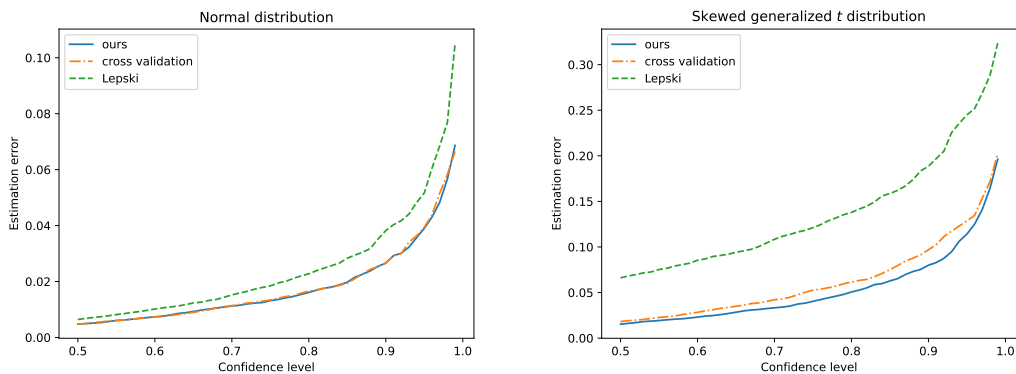 Normal distribution
ours
cross validation
Lepski
0.10
0.08
0.06
0.04
0.02
0.00
Estimation error
0.5 0.6 0.7 0.8 0.9 1.0
Confidence level
Skewed generalized t distribution
ours
cross validation
Lepski
0.30
0.25
0.20
0.15
0.10
0.05
0.00
Estimation error
0.5 0.6 0.7 0.8 0.9 1.0
Confidence level